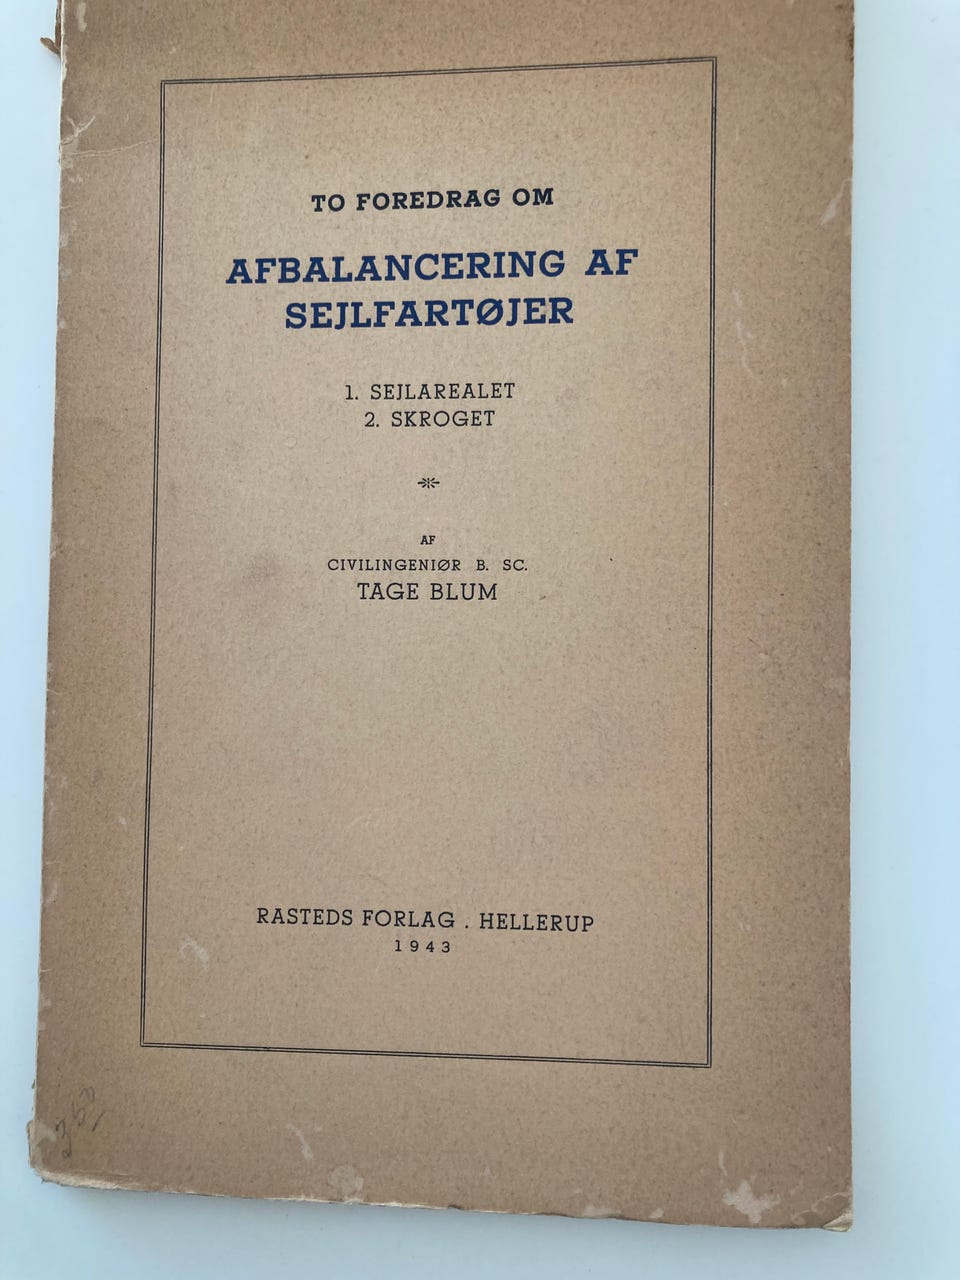 TO FOREDRAG OM
AFBALANCERING AF
SEJLFARTØJER
1. SEJLAREALET
2. SKROGET
AF
CIVILINGENIØR B. SC.
TAGE BLUM
RASTEDS FORLAG . HELLERUP
1943